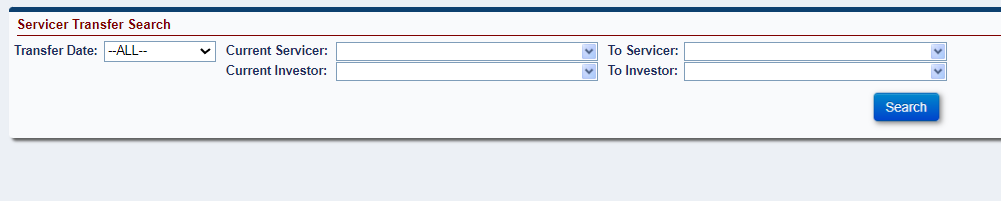 Servicer Transfer Search
Transfer Date: --ALL-- Current Servicer: To Servicer:
Current Investor: To Investor:
Search